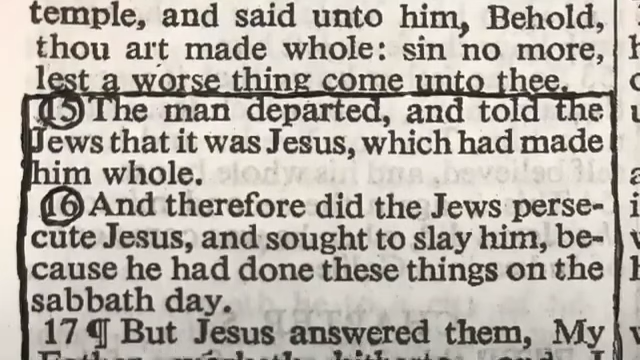 temple, and said unto him, Behold,
thou art made whole: sin no more,
lest a worse thing come unto thee.
15 The man departed, and told the
Jews that it was Jesus, which had made
him whole.
16 And therefore did the Jews perse-
cute Jesus, and sought to slay him, be-
cause he had done these things on the
sabbath day.
17 ¶ But Jesus answered them, My